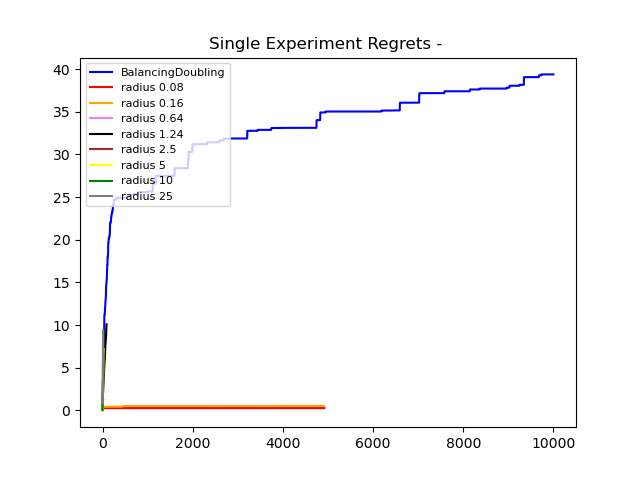 Single Experiment Regrets -
BalancingDoubling
radius 0.08
radius 0.16
radius 0.64
radius 1.24
radius 2.5
radius 5
radius 10
radius 25
40
35
30
25
20
15
10
5
0
0 2000 4000 6000 8000 10000